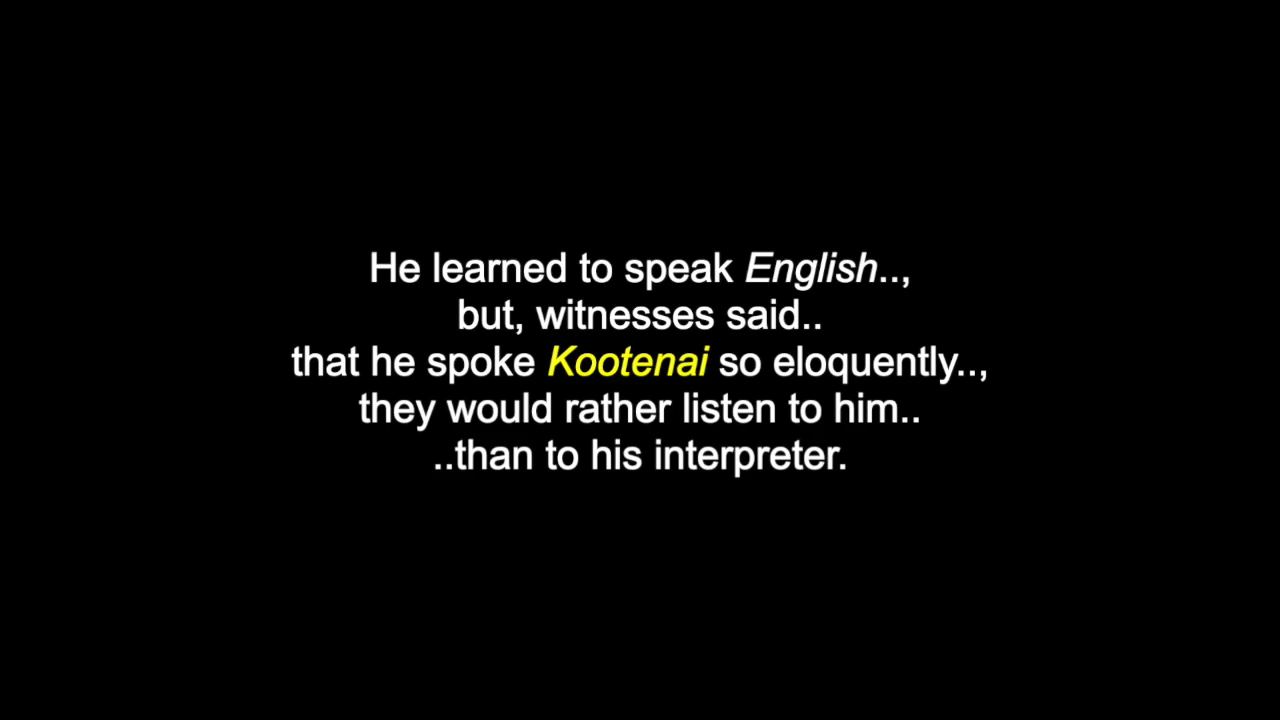 He learned to speak English..,
but, witnesses said..
that he spoke Kootenai so eloquently..,
they would rather listen to him..
..than to his interpreter.